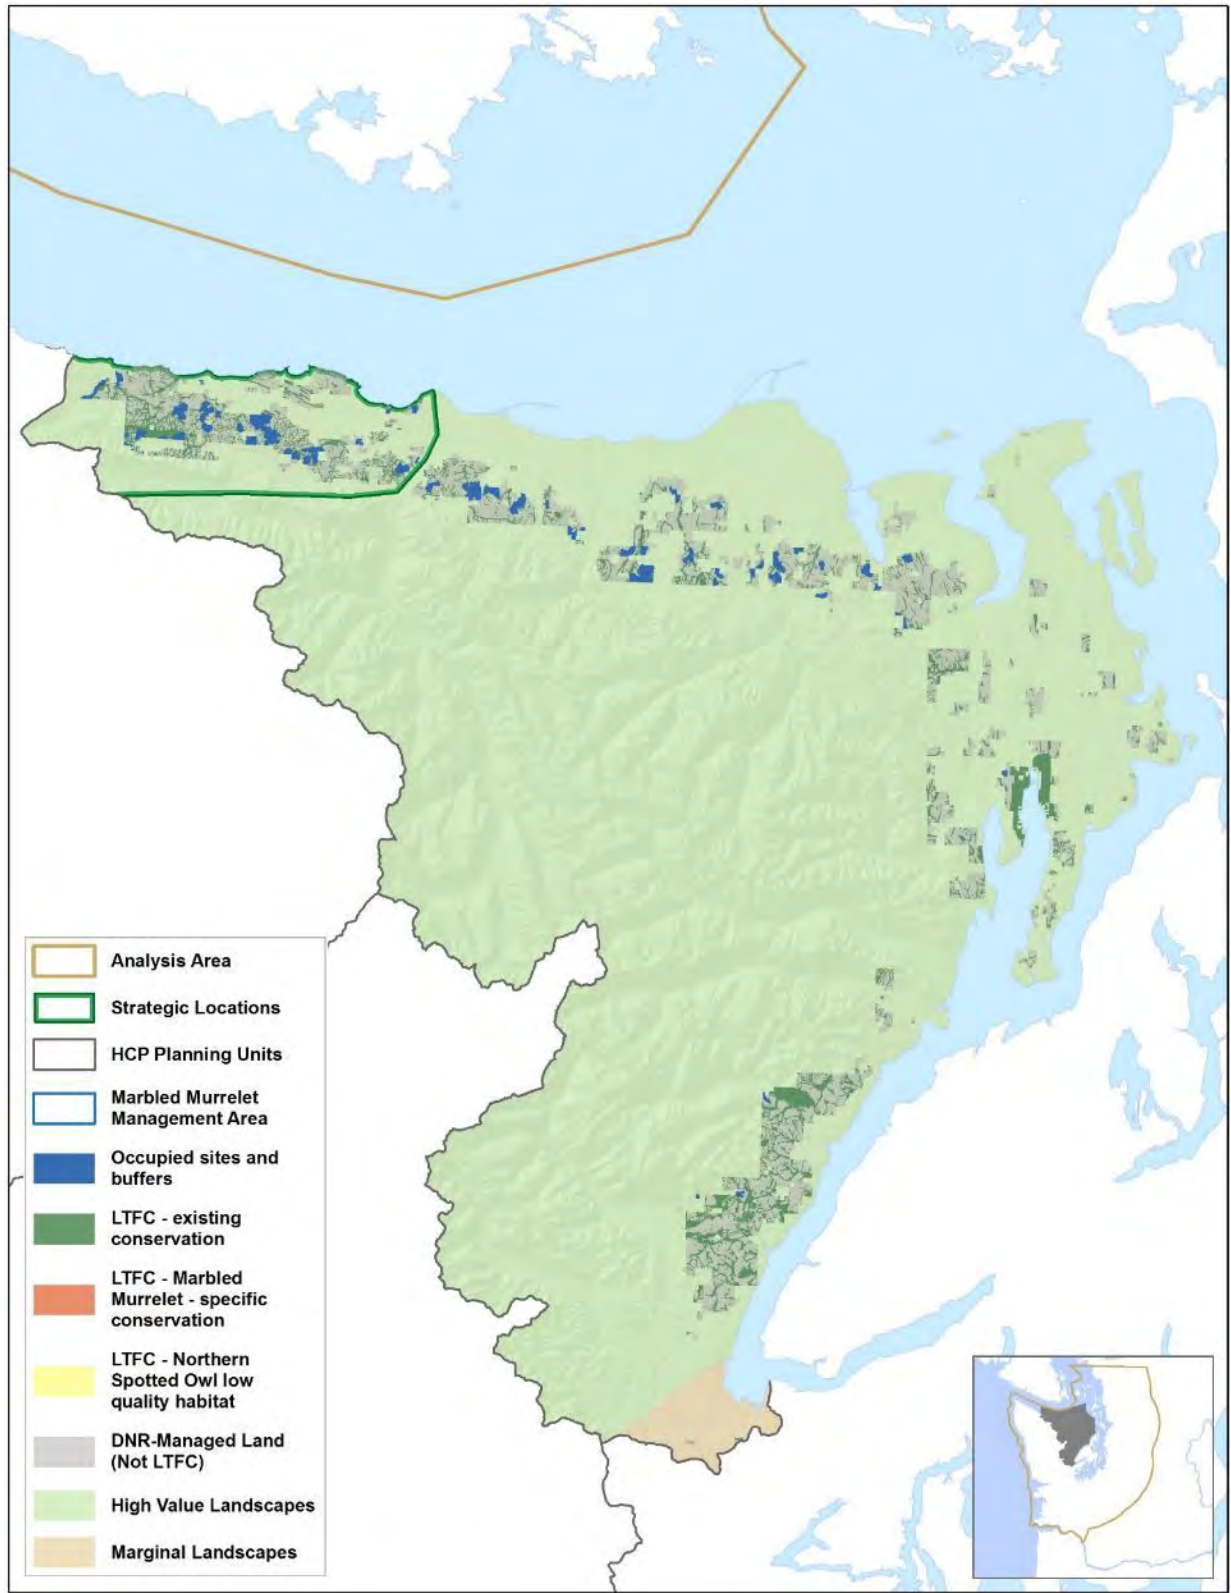 Analysis Area
Strategic Locations
HCP Planning Units
Marbled Murrelet
Management Area
Occupied sites and
buffers
LTFC - existing
conservation
LTFC - Marbled
Murrelet - specific
conservation
LTFC - Northern
Spotted Owl low
quality habitat
DNR-Managed Land
(Not LTFC)
High Value Landscapes
Marginal Landscapes